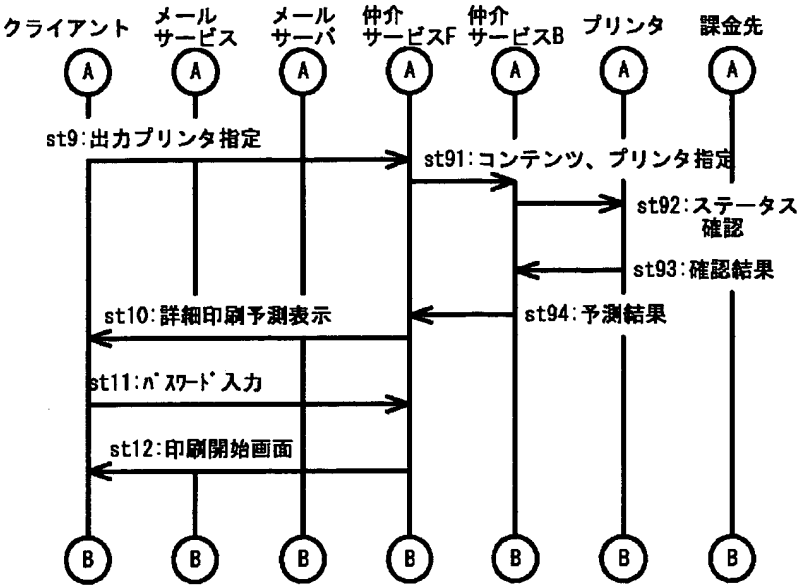 クライアント
メール
サービス
メール
サーバ
仲介
サービスF
仲介
サービスB
プリンタ
課金先
A A A A A A A
st9:出力プリンタ指定
st91:コンテンツ、プリンタ指定
st92:ステータス
確認
st93:確認結果
st10:詳細印刷予測表示
st94:予測結果
st11:ﾊﾟｽﾜｰﾄﾞ入力
st12:印刷開始画面
B B B B B B B